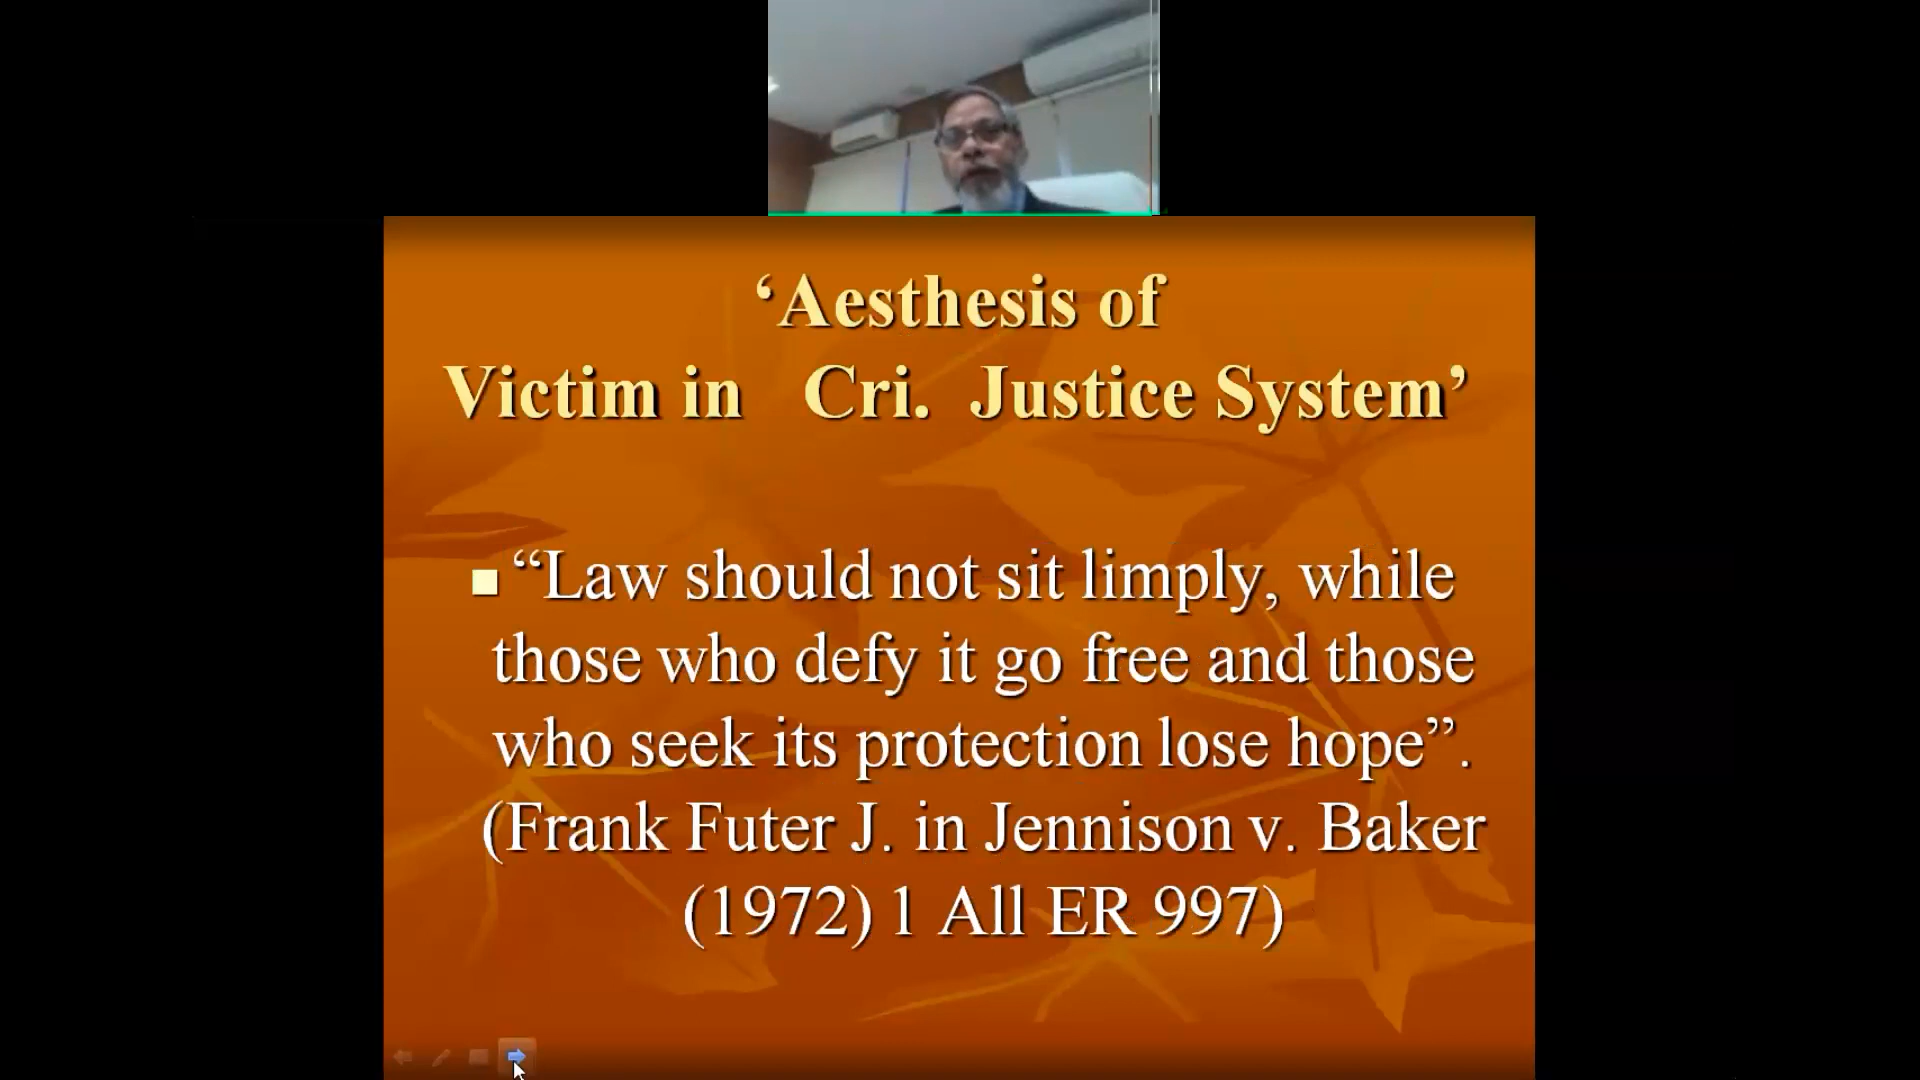 ‘Aesthesis of
Victim in Cri. Justice System’
“Law should not sit limply, while
those who defy it go free and those
who seek its protection lose hope”.
(Frank Futer J. in Jennison v. Baker
(1972) 1 All ER 997)